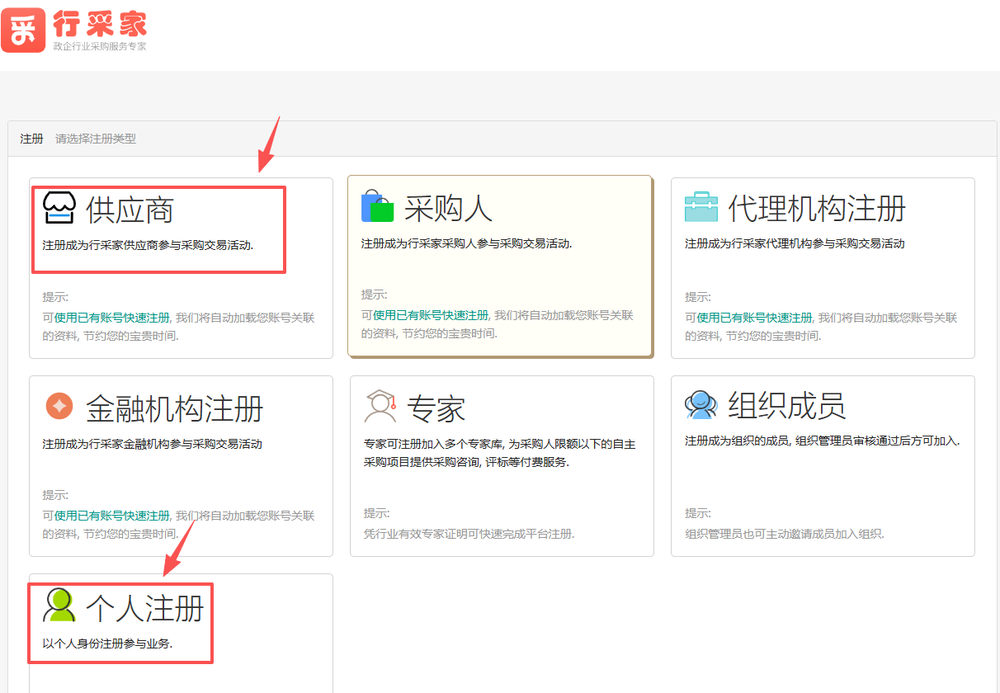 采
行采家
政企行业采购服务专家
注册 请选择注册类型
供应商
注册成为行采家供应商参与采购交易活动.
提示:
可使用已有账号快速注册, 我们将自动加载您账号关联
的资料, 节约您的宝贵时间.
采购人
注册成为行采家采购人参与采购交易活动.
提示:
可使用已有账号快速注册, 我们将自动加载您账号关联
的资料, 节约您的宝贵时间.
代理机构注册
注册成为行采家代理机构参与采购交易活动
提示:
可使用已有账号快速注册, 我们将自动加载您账号关联
的资料, 节约您的宝贵时间.
金融机构注册
注册成为行采家金融机构参与采购交易活动
提示:
可使用已有账号快速注册, 我们将自动加载您账号关联
的资料, 节约您的宝贵时间.
专家
专家可注册加入多个专家库, 为采购人限额以下的自主
采购项目提供采购咨询, 评标等付费服务.
提示:
凭行业有效专家证明可快速完成平台注册.
组织成员
注册成为组织的成员, 组织管理员审核通过后方可加入.
提示:
组织管理员也可主动邀请成员加入组织.
个人注册
以个人身份注册参与业务.